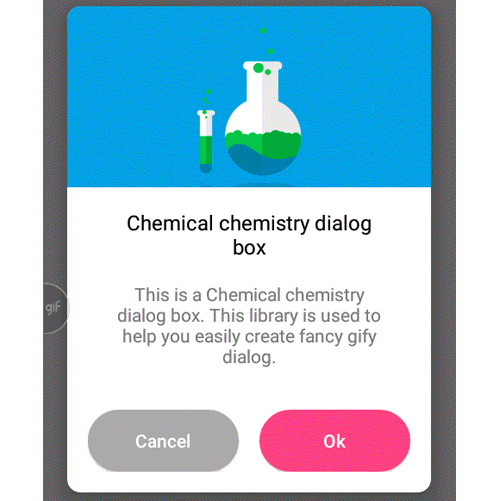 Chemical chemistry dialog
box
This is a Chemical chemistry
dialog box. This library is used to
help you easily create fancy gify
dialog.
gif
Cancel Ok